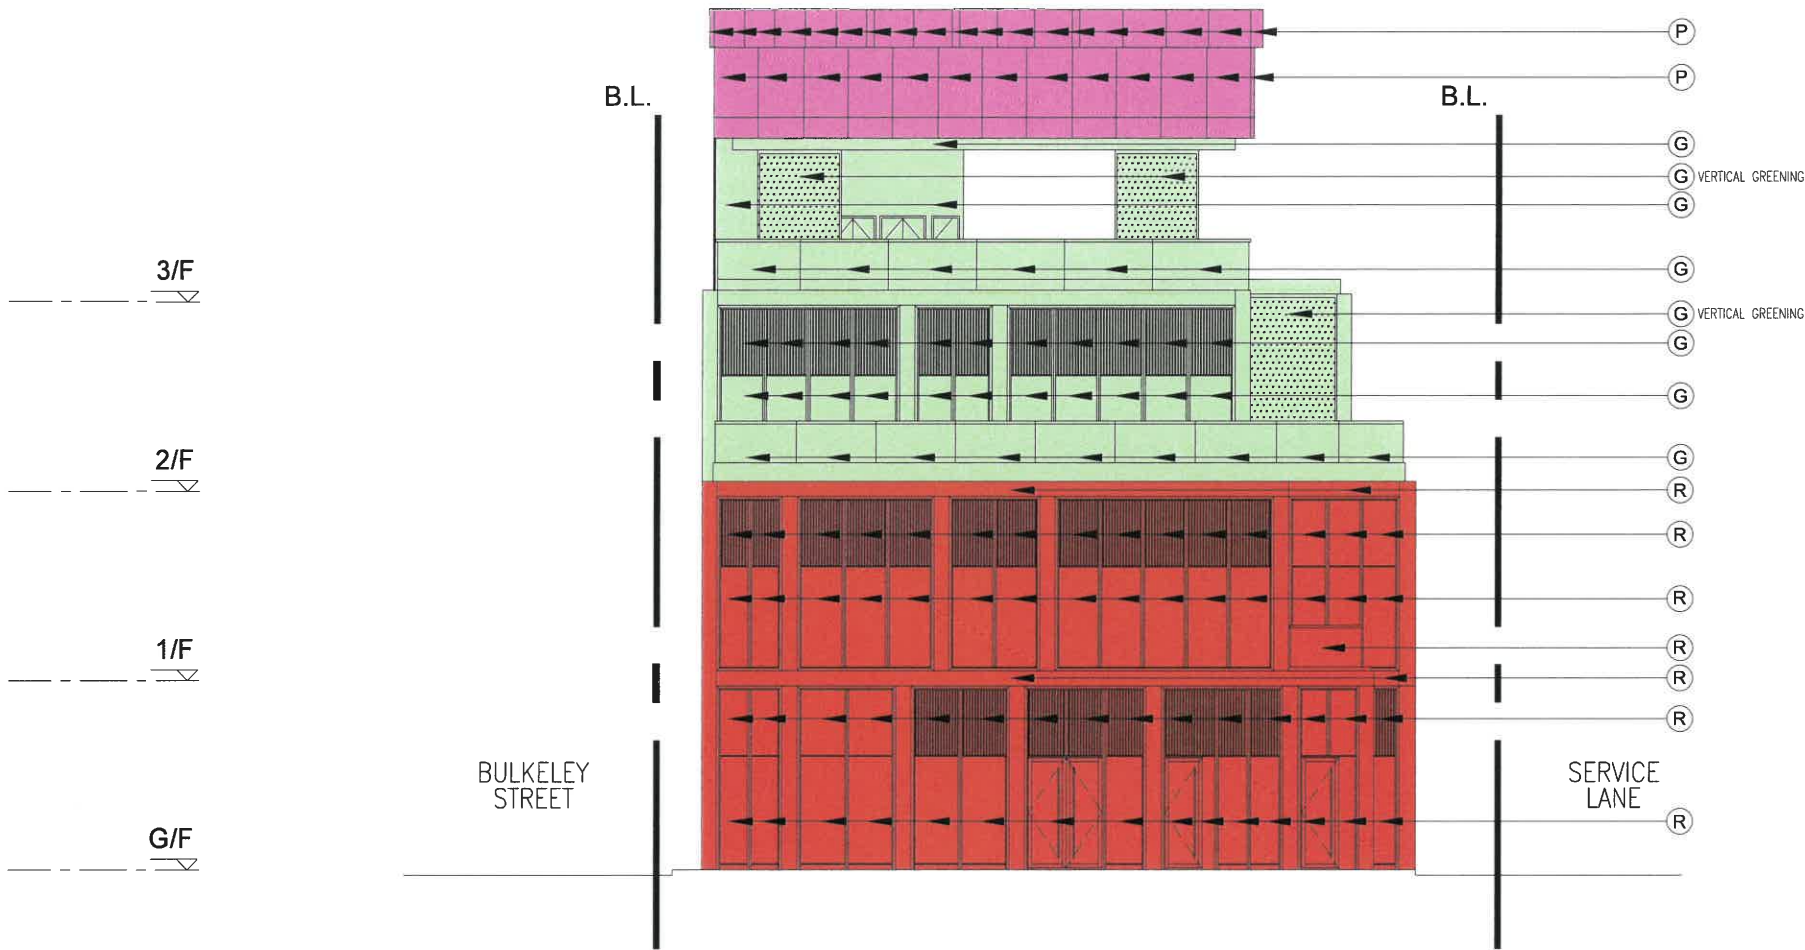 P
P
B.L.
B.L.
G
G VERTICAL GREENING
G
3/F
G
G VERTICAL GREENING
G
G
2/F
G
R
R
R
1/F
R
R
R
BULKELEY
STREET
SERVICE
LANE
G/F
R